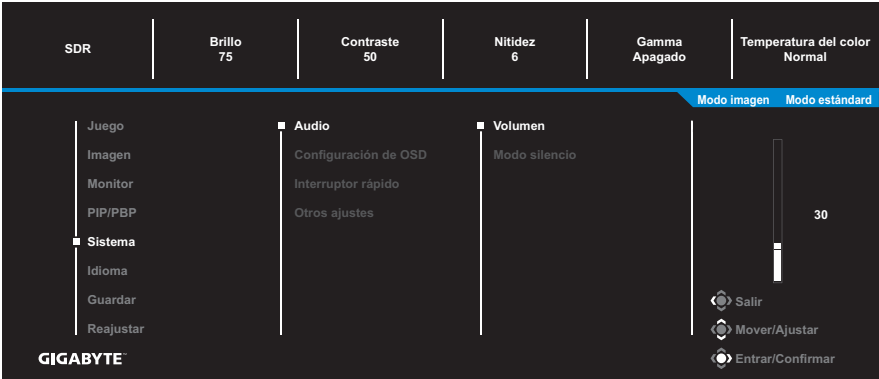 SDR
Brillo
75
Contraste
50
Nitidez
6
Gamma
Apagado
Temperatura del color
Normal
Modo imagen Modo estándard
Juego
Imagen
Monitor
PIP/PBP
Sistema
Idioma
Guardar
Reajustar
Audio
Configuración de OSD
Interruptor rápido
Otros ajustes
Volumen
Modo silencio
30
Salir
Mover/Ajustar
Entrar/Confirmar
GIGABYTE™